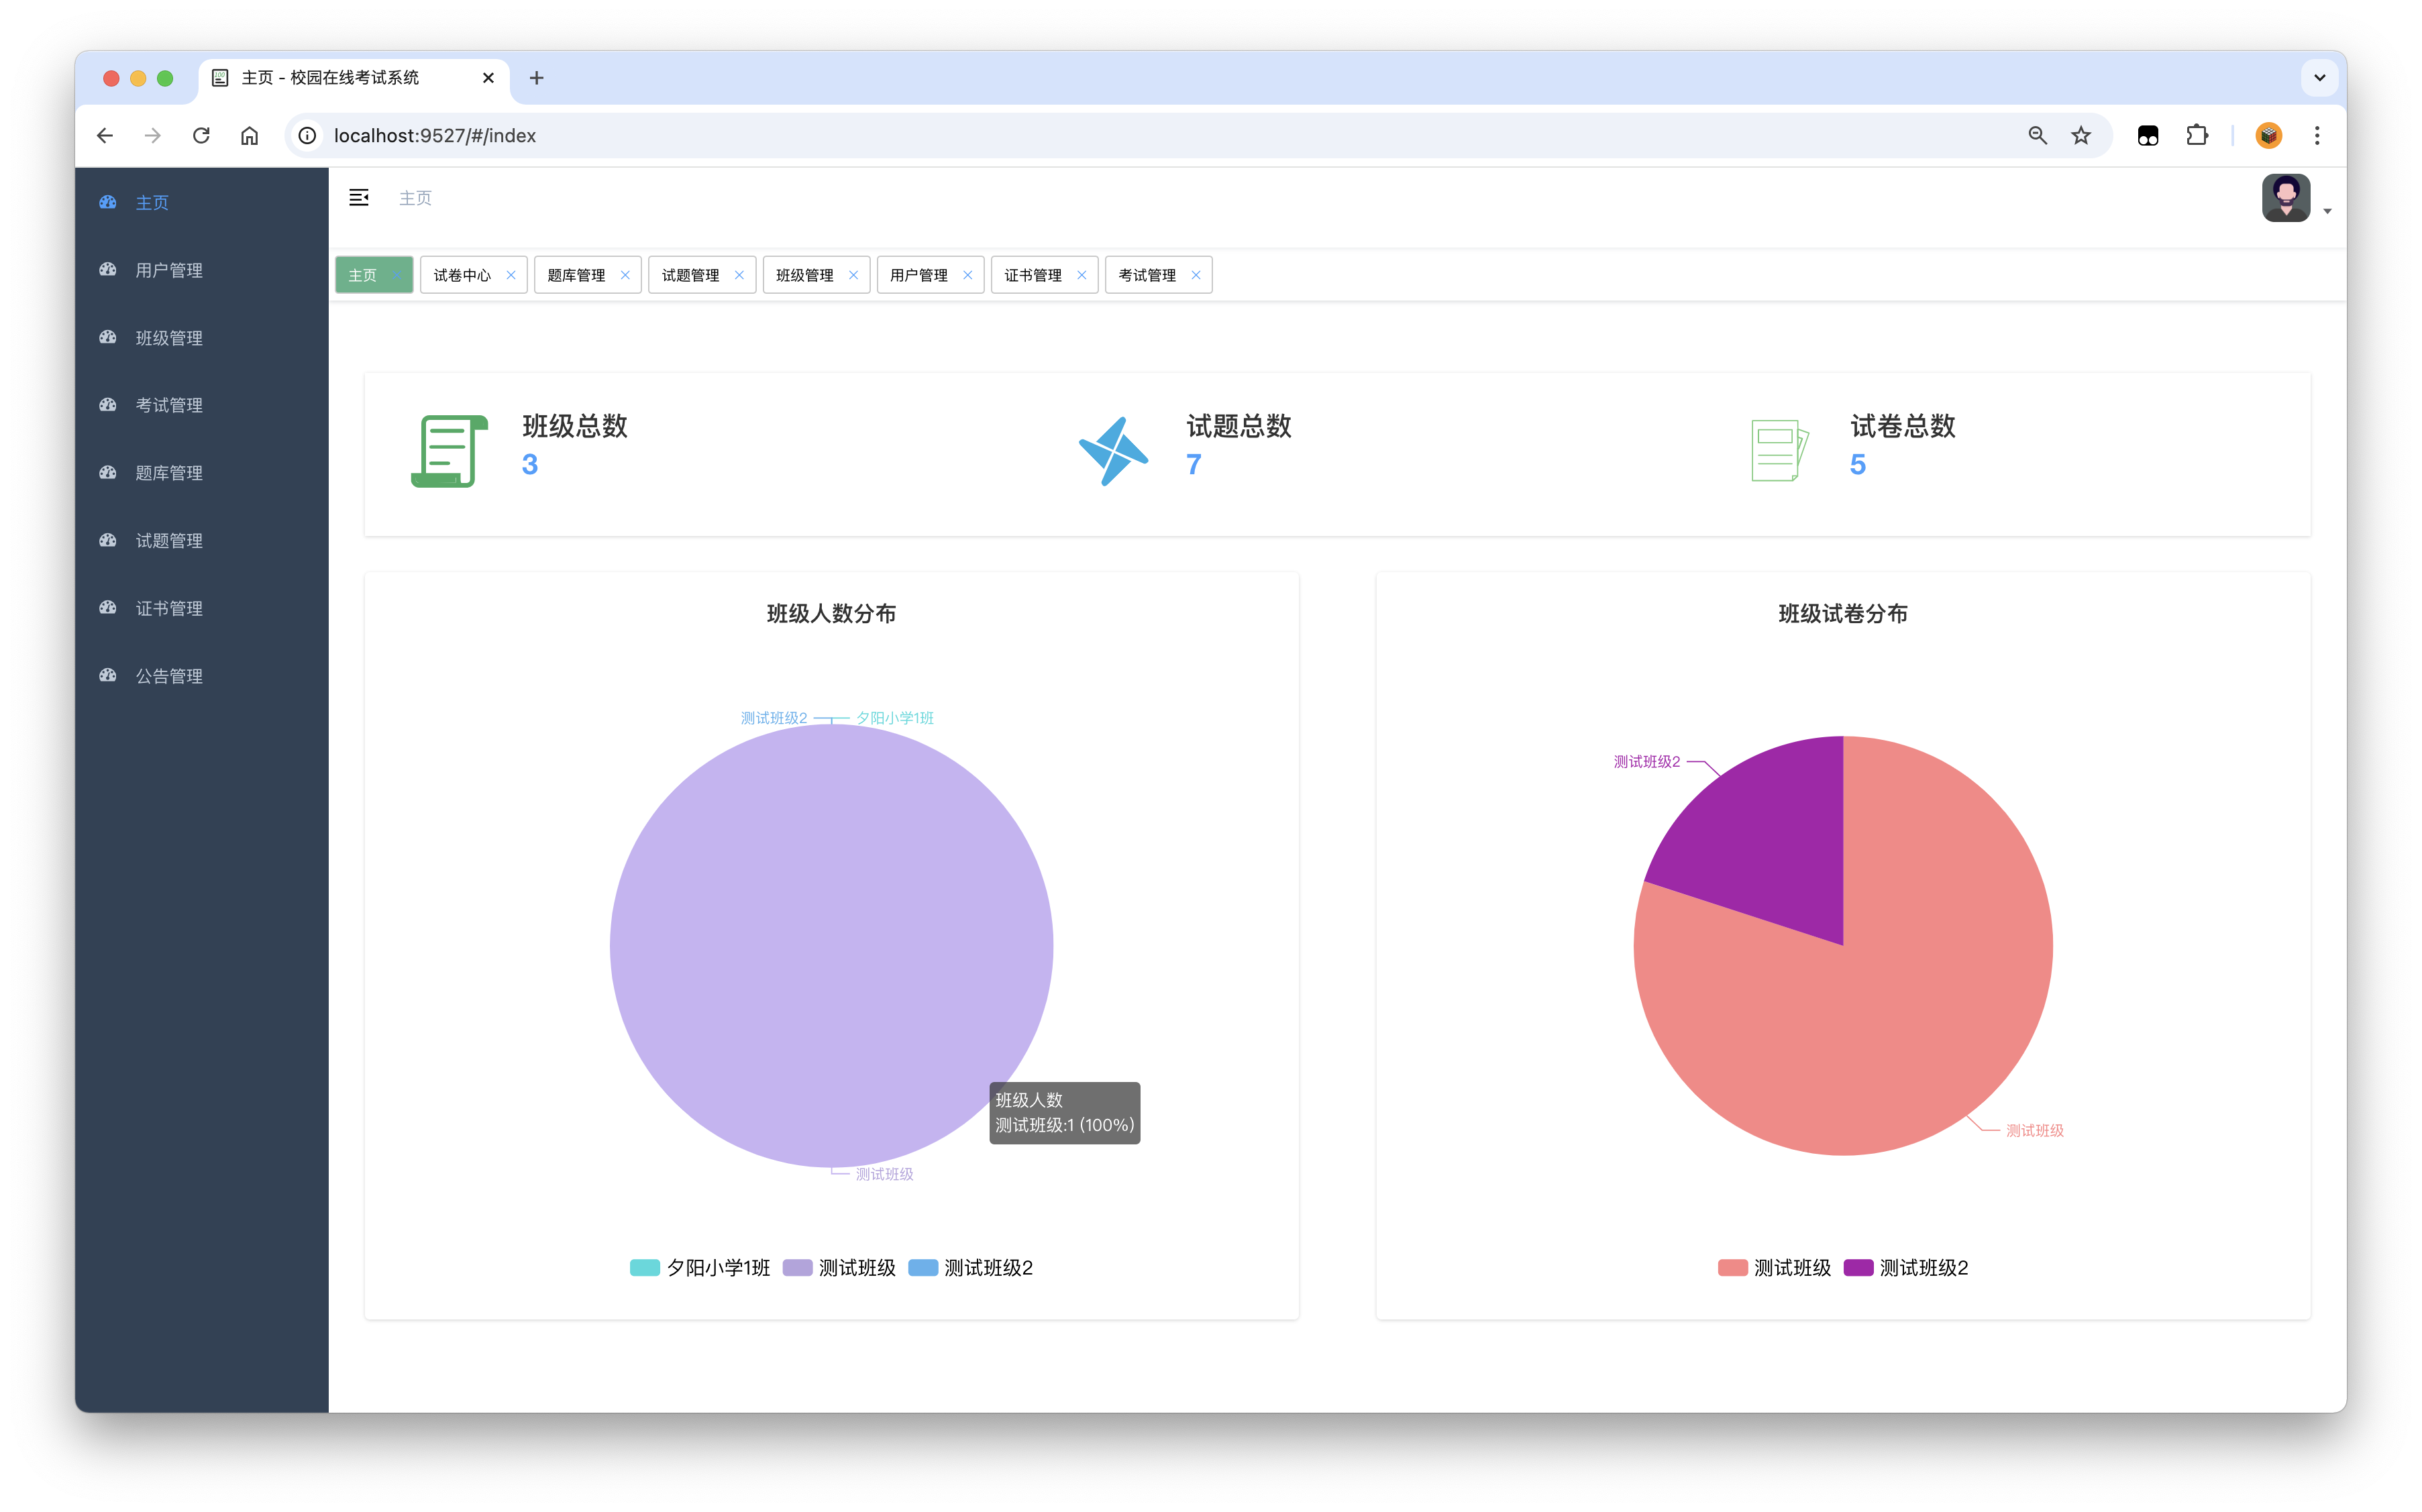 主页 - 校园在线考试系统
localhost:9527/#/index
主页
用户管理
班级管理
考试管理
题库管理
试题管理
证书管理
公告管理
主页
主页
试卷中心
题库管理
试题管理
班级管理
用户管理
证书管理
考试管理
班级总数
3
试题总数
7
试卷总数
5
班级人数分布
测试班级2
夕阳小学1班
班级人数
测试班级:1 (100%)
测试班级
夕阳小学1班
测试班级
测试班级2
班级试卷分布
测试班级2
测试班级
测试班级
测试班级2